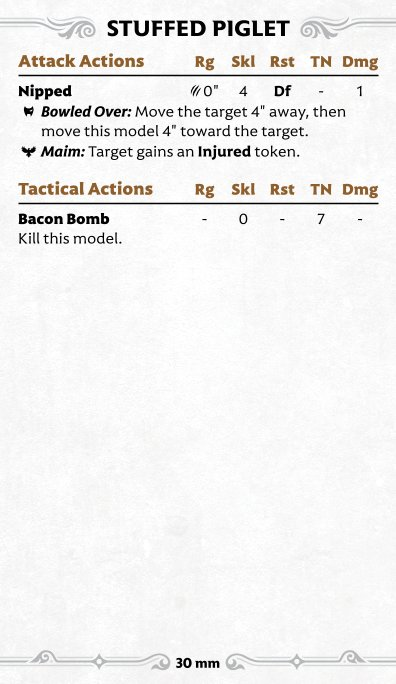 STUFFED PIGLET
Attack Actions Rg Skl Rst TN Dmg
Nipped 0" 4 Df - 1
Bowled Over: Move the target 4" away, then
move this model 4" toward the target.
Maim: Target gains an Injured token.
Tactical Actions Rg Skl Rst TN Dmg
Bacon Bomb - 0 - 7 -
Kill this model.
30 mm